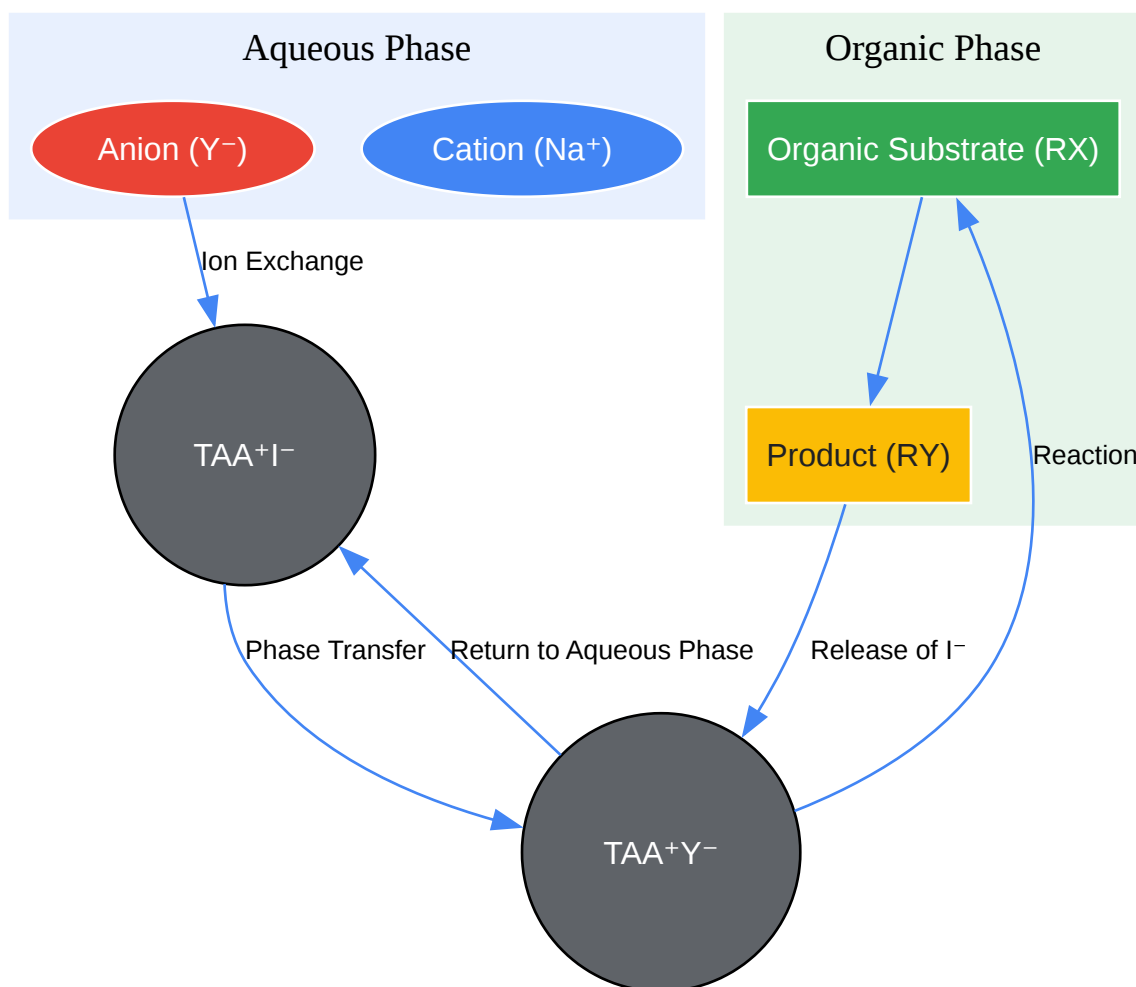 Aqueous Phase
Organic Phase
Anion (Y⁻)
Cation (Na⁺)
Organic Substrate (RX)
Ion Exchange
TAA⁺I⁻
Product (RY)
Reaction
Phase Transfer
Return to Aqueous Phase
Release of I⁻
TAA⁺Y⁻